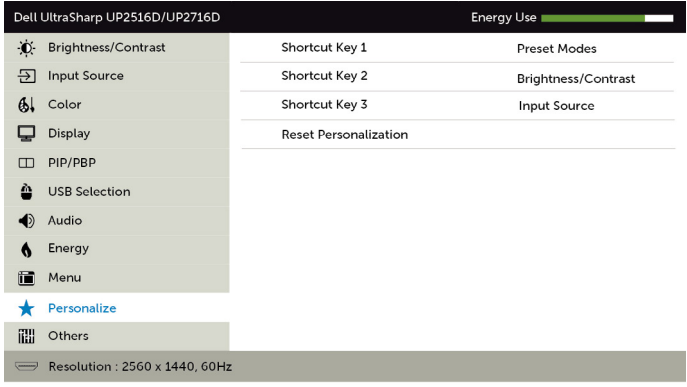 Dell UltraSharp UP2516D/UP2716D Energy Use
Brightness/Contrast Shortcut Key 1 Preset Modes
Input Source Shortcut Key 2 Brightness/Contrast
Color Shortcut Key 3 Input Source
Display Reset Personalization
PIP/PBP
USB Selection
Audio
Energy
Menu
Personalize
Others
Resolution : 2560 x 1440, 60Hz